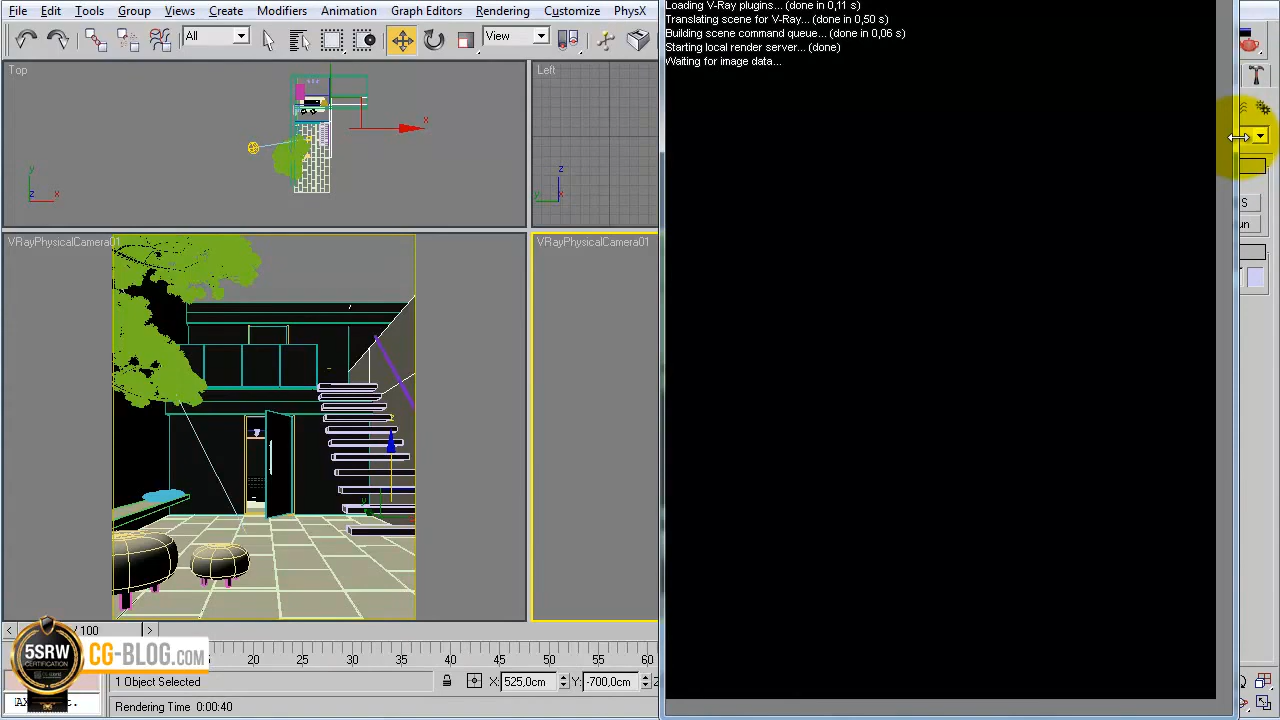 File Edit Tools Group Views Create Modifiers Animation Graph Editors Rendering Customize PhysX
All
View
Top
x
y
z
x
Left
z
y
x
VRayPhysicalCamera01
VRayPhysicalCamera01
Loading V-Ray plugins... (done in 0,11 s)
Translating scene for V-Ray... (done in 0,50 s)
Building scene command queue... (done in 0,06 s)
Starting local render server... (done)
Waiting for image data...
S
un
/ 100
20 25 30 35 40 45 50 55 60
5SRW
CERTIFICATION
CG-BLOG.COM
1 Object Selected
X: 525,0cm
Y: -700,0cm
Z
Rendering Time 0:00:40